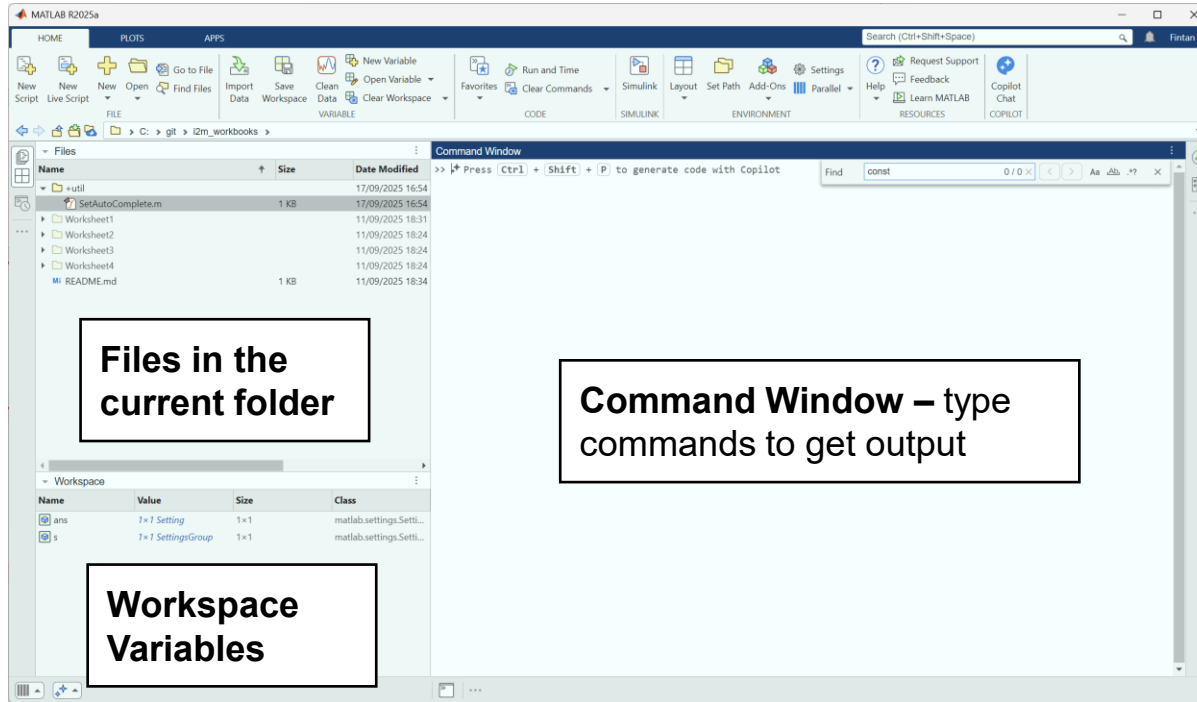 MATLAB R2025a
HOME PLOTS APPS Search (Ctrl+Shift+Space) Fintan
New Script
New Live Script
New
Open
Go to File
Find Files
Import Data
Save Workspace
Clean Data
New Variable
Open Variable
Clear Workspace
Favorites
Run and Time
Clear Commands
Simulink
Layout
Set Path
Add-Ons
Settings
Parallel
Help
Request Support
Feedback
Learn MATLAB
Copilot Chat
FILE VARIABLE CODE SIMULINK ENVIRONMENT RESOURCES COPILOT
C: › git › i2m_workbooks ›
Files
Name Size Date Modified
+util 17/09/2025 16:54
SetAutoComplete.m 1 KB 17/09/2025 16:54
Worksheet1 11/09/2025 18:31
Worksheet2 11/09/2025 18:24
Worksheet3 11/09/2025 18:24
Worksheet4 11/09/2025 18:24
README.md 1 KB 11/09/2025 18:34
Files in the
current folder
Workspace
Name Value Size Class
ans 1×1 Setting 1×1 matlab.settings.Setti...
s 1×1 SettingsGroup 1×1 matlab.settings.Setti...
Workspace
Variables
Command Window
>> Press Ctrl + Shift + P to generate code with Copilot
Find const 0 / 0 Aa Ab .*?
Command Window – type
commands to get output